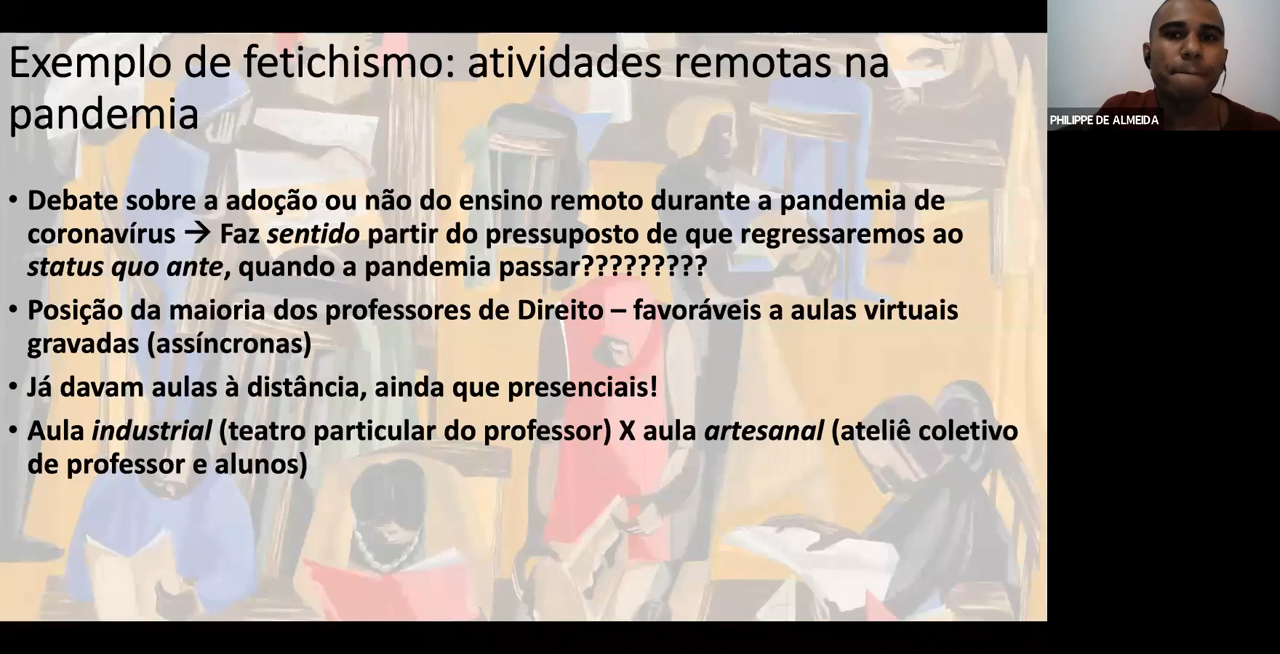 Exemplo de fetichismo: atividades remotas na
pandemia
PHILIPPE DE ALMEIDA
• Debate sobre a adoção ou não do ensino remoto durante a pandemia de
coronavírus → Faz sentido partir do pressuposto de que regressaremos ao
status quo ante, quando a pandemia passar?????????
• Posição da maioria dos professores de Direito – favoráveis a aulas virtuais
gravadas (assíncronas)
• Já davam aulas à distância, ainda que presenciais!
• Aula industrial (teatro particular do professor) X aula artesanal (ateliê coletivo
de professor e alunos)